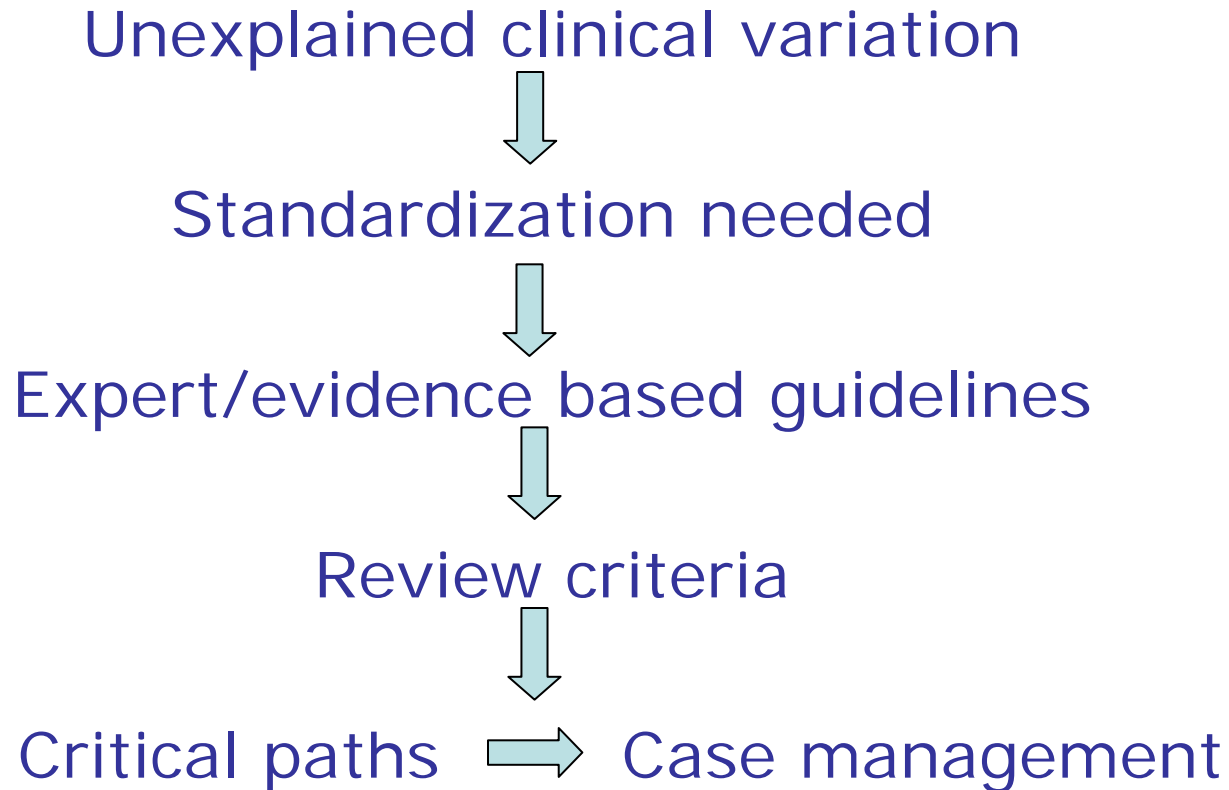 Unexplained clinical variation
Standardization needed
Expert/evidence based guidelines
Review criteria
Critical paths Case management